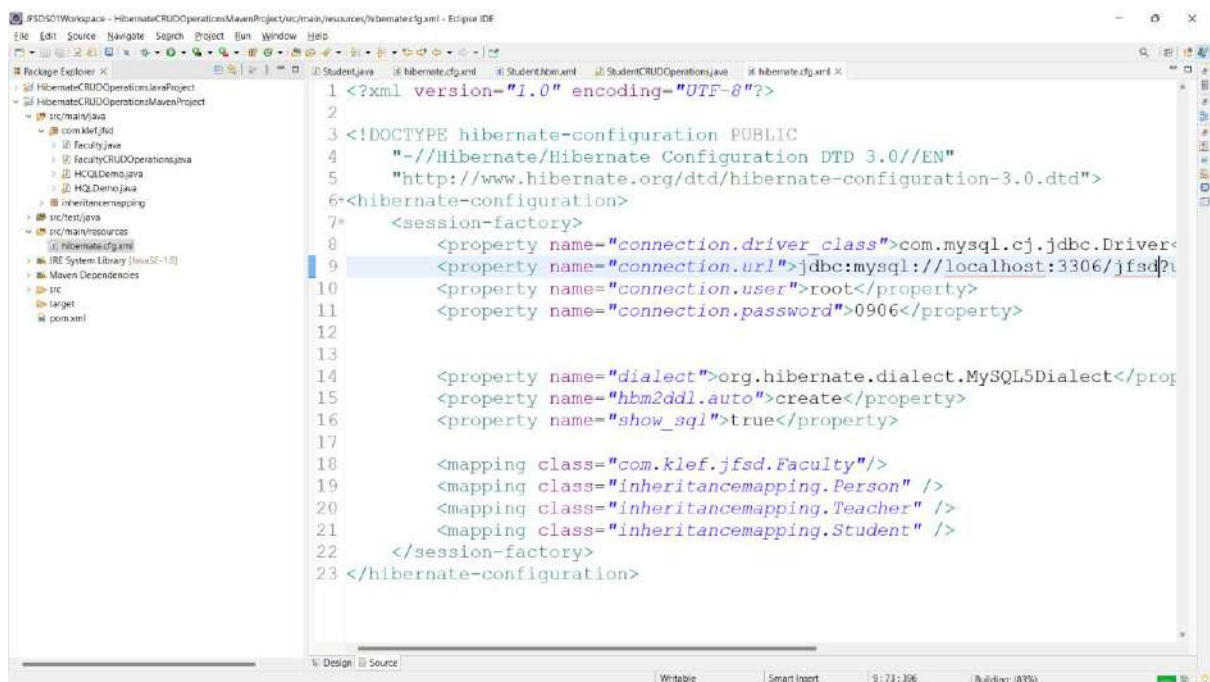 JFSDS01Workspace - HibernateCRUDOperationsMavenProject/src/main/resources/hibernate.cfg.xml - Eclipse IDE
File Edit Source Navigate Search Project Run Window Help
Package Explorer
HibernateCRUDOperationsJavaProject
HibernateCRUDOperationsMavenProject
src/main/java
com.klef.jfsd
Faculty.java
FacultyCRUDOperations.java
HCQLDemo.java
HQLDemo.java
inheritancemapping
src/test/java
src/main/resources
hibernate.cfg.xml
JRE System Library [JavaSE-1.8]
Maven Dependencies
src
target
pom.xml
Student.java hibernate.cfg.xml Student.hbm.xml StudentCRUDOperations.java hibernate.cfg.xml
1 <?xml version="1.0" encoding="UTF-8"?>
2
3 <!DOCTYPE hibernate-configuration PUBLIC
4 "-//Hibernate/Hibernate Configuration DTD 3.0//EN"
5 "http://www.hibernate.org/dtd/hibernate-configuration-3.0.dtd">
6 <hibernate-configuration>
7 <session-factory>
8 <property name="connection.driver_class">com.mysql.cj.jdbc.Driver<
9 <property name="connection.url">jdbc:mysql://localhost:3306/jfsd?u
10 <property name="connection.user">root</property>
11 <property name="connection.password">0906</property>
12
13
14 <property name="dialect">org.hibernate.dialect.MySQL5Dialect</prop
15 <property name="hbm2ddl.auto">create</property>
16 <property name="show_sql">true</property>
17
18 <mapping class="com.klef.jfsd.Faculty"/>
19 <mapping class="inheritancemapping.Person" />
20 <mapping class="inheritancemapping.Teacher" />
21 <mapping class="inheritancemapping.Student" />
22 </session-factory>
23 </hibernate-configuration>
Design Source
Writable Smart Insert 9 : 73 : 396 Building: (83%)